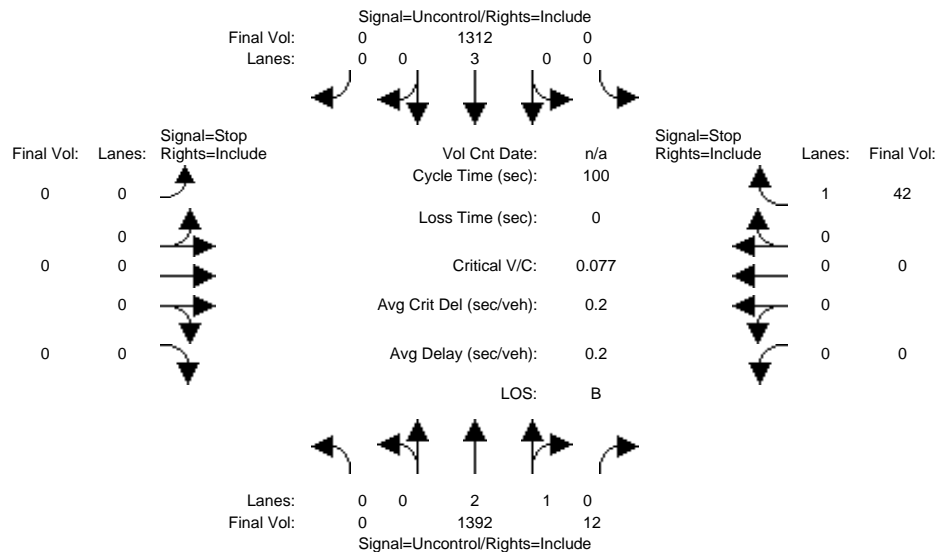 Signal=Uncontrol/Rights=Include
Final Vol: 0 1312 0
Lanes: 0 0 3 0 0
Signal=Stop Signal=Stop
Final Vol: Lanes: Rights=Include Vol Cnt Date: n/a Rights=Include Lanes: Final Vol:
Cycle Time (sec): 100
0 0 1 42
Loss Time (sec): 0
0 0
0 0 Critical V/C: 0.077 0 0
0 Avg Crit Del (sec/veh): 0.2 0
0 0 Avg Delay (sec/veh): 0.2 0 0
LOS: B
Lanes: 0 0 2 1 0
Final Vol: 0 1392 12
Signal=Uncontrol/Rights=Include